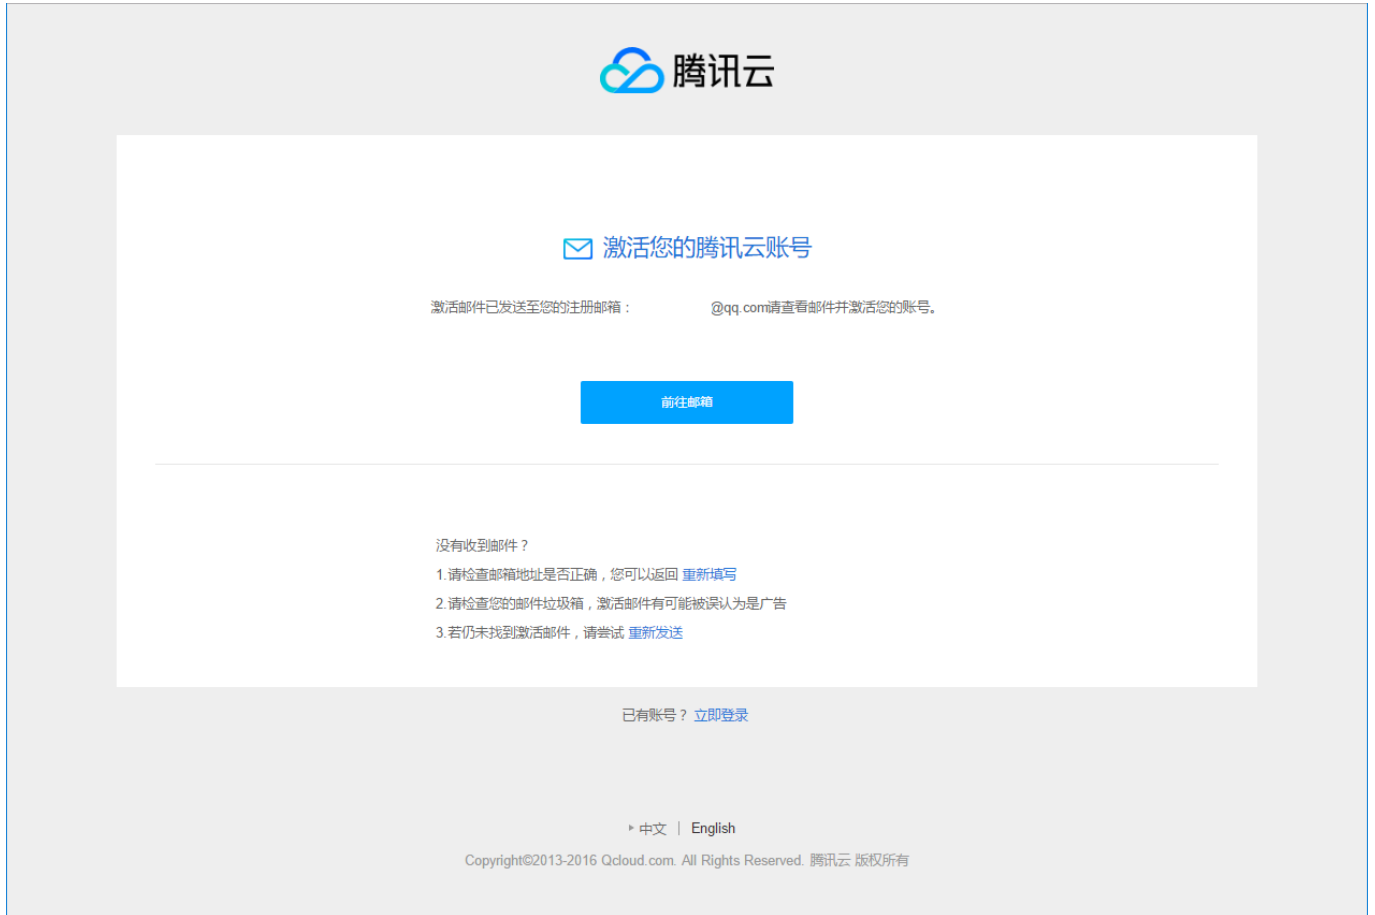 腾讯云
激活您的腾讯云账号
激活邮件已发送至您的注册邮箱： @qq.com请查看邮件并激活您的账号。
前往邮箱
没有收到邮件？
1.请检查邮箱地址是否正确，您可以返回 重新填写
2.请检查您的邮件垃圾箱，激活邮件有可能被误认为是广告
3.若仍未找到激活邮件，请尝试 重新发送
已有账号？ 立即登录
中文 | English
Copyright©2013-2016 Qcloud.com. All Rights Reserved. 腾讯云 版权所有